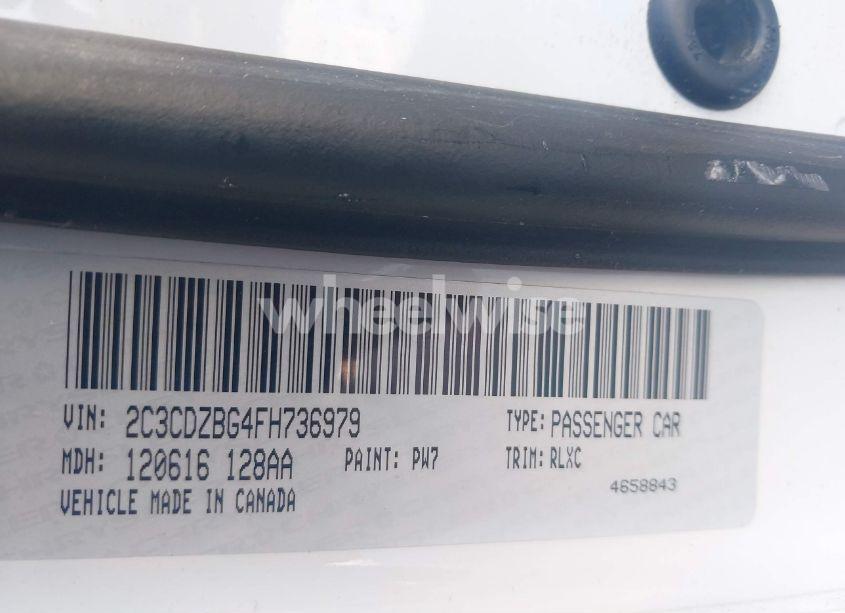 wheelwise
VIN: 2C3CDZBG4FH736979 TYPE: PASSENGER CAR
MDH: 120616 128AA PAINT: PW7 TRIM: RLXC
VEHICLE MADE IN CANADA 4658843